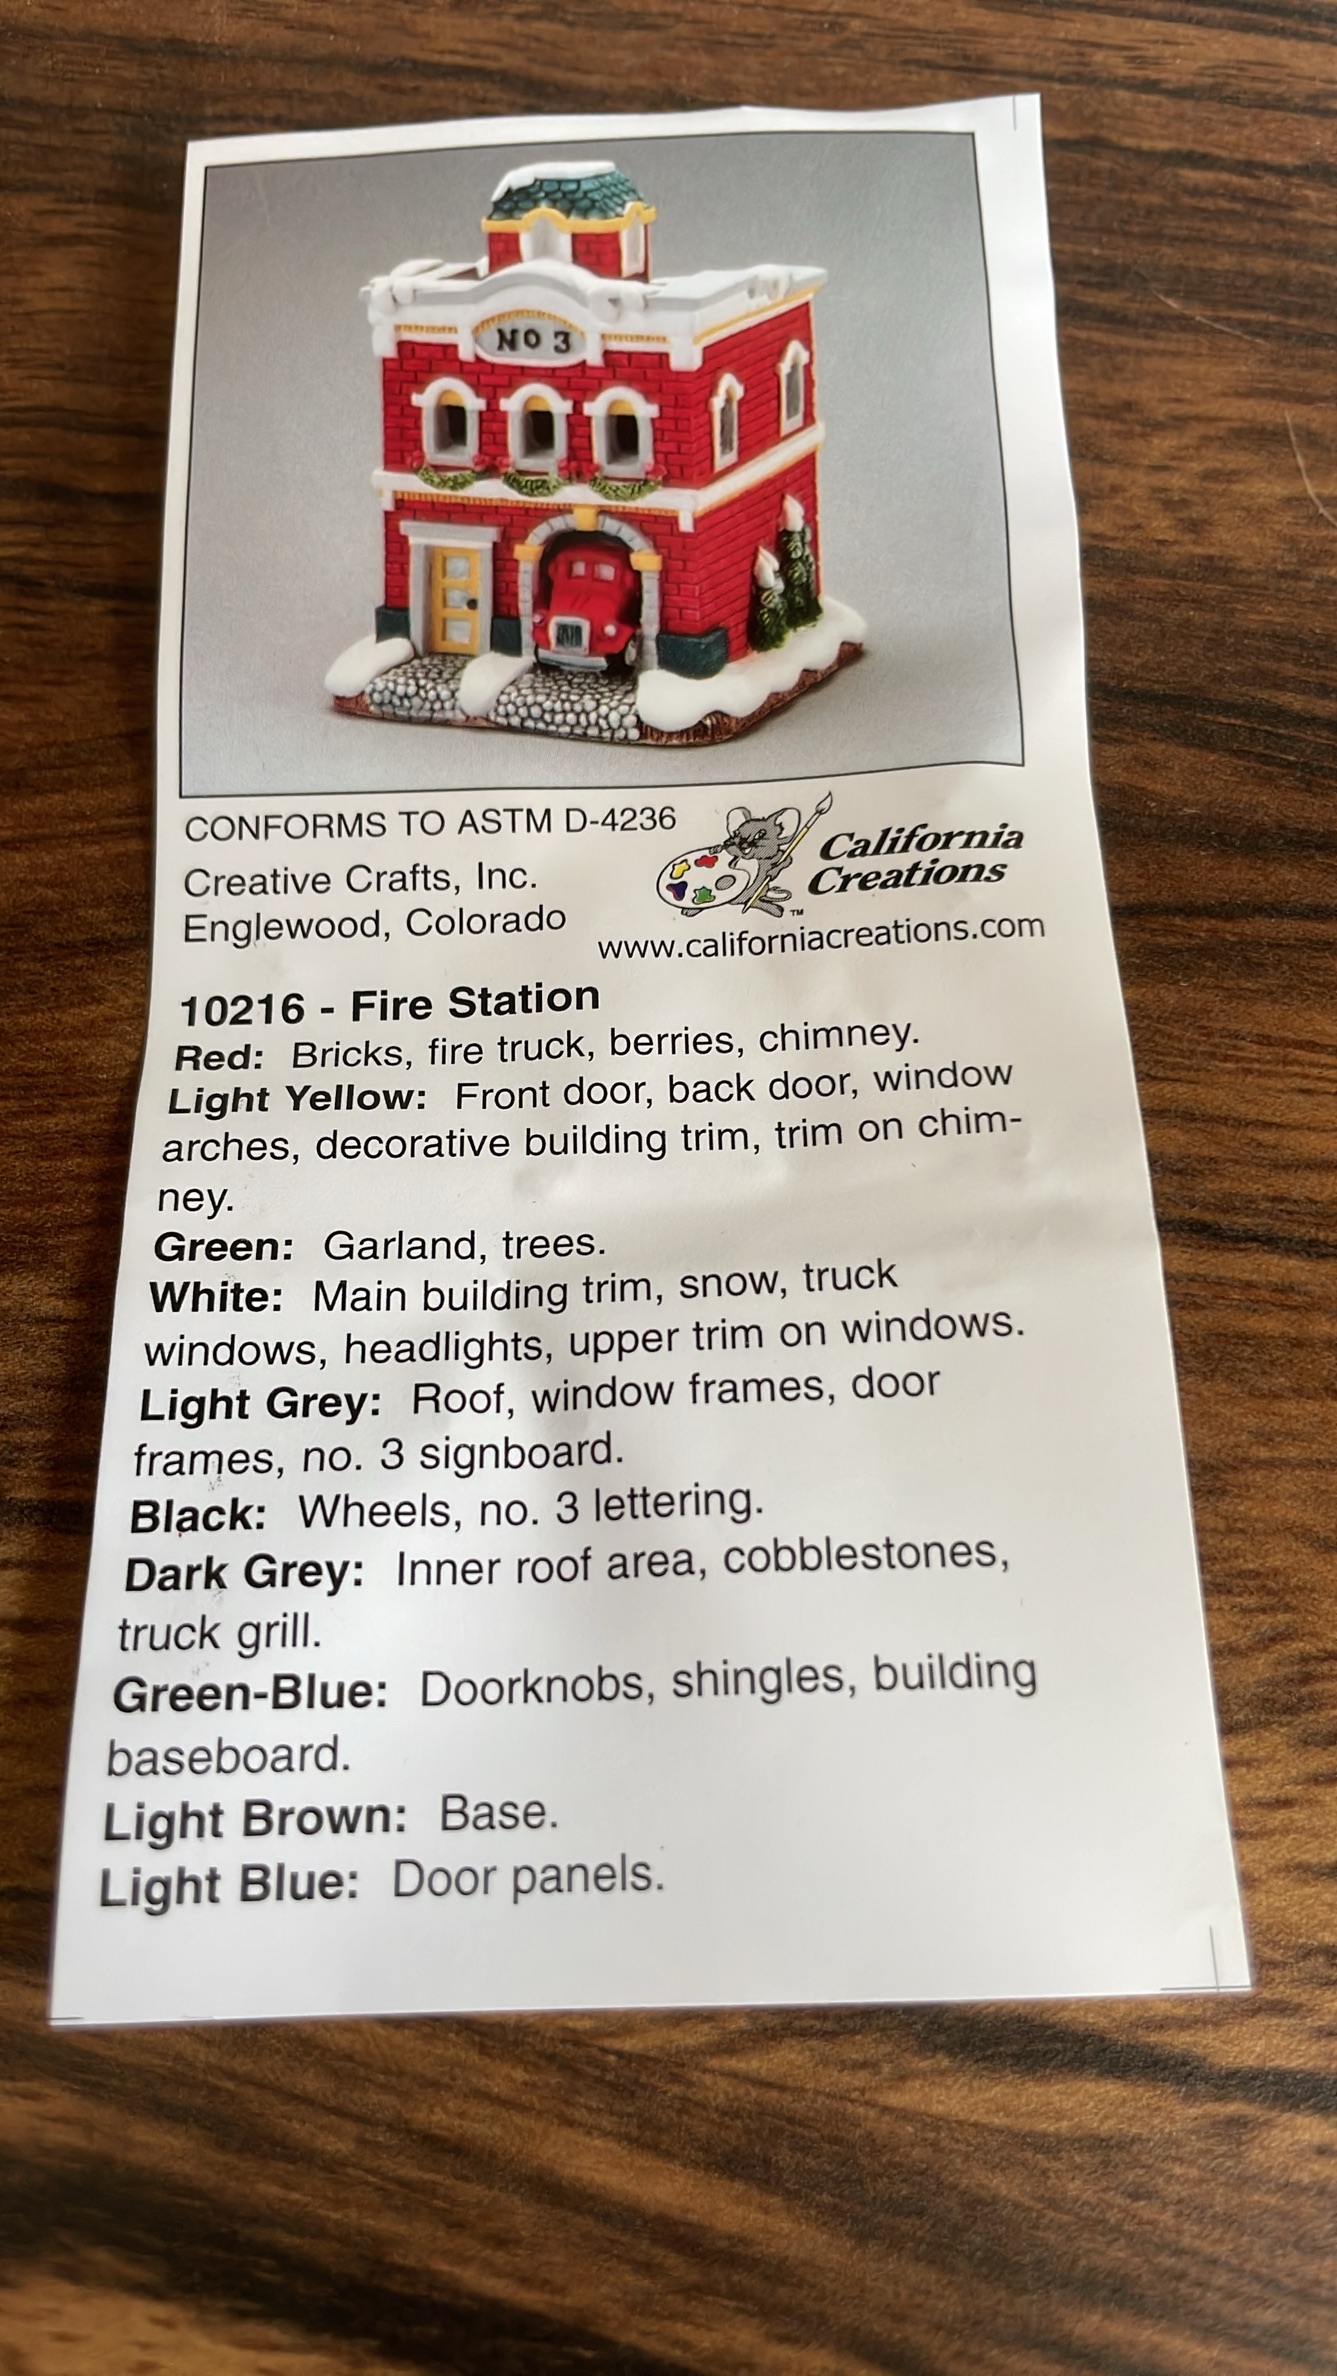 NO 3
CONFORMS TO ASTM D-4236
Creative Crafts, Inc.
Englewood, Colorado
California
Creations
TM
www.californiacreations.com
10216 - Fire Station
Red: Bricks, fire truck, berries, chimney.
Light Yellow: Front door, back door, window
arches, decorative building trim, trim on chim-
ney.
Green: Garland, trees.
White: Main building trim, snow, truck
windows, headlights, upper trim on windows.
Light Grey: Roof, window frames, door
frames, no. 3 signboard.
Black: Wheels, no. 3 lettering.
Dark Grey: Inner roof area, cobblestones,
truck grill.
Green-Blue: Doorknobs, shingles, building
baseboard.
Light Brown: Base.
Light Blue: Door panels.